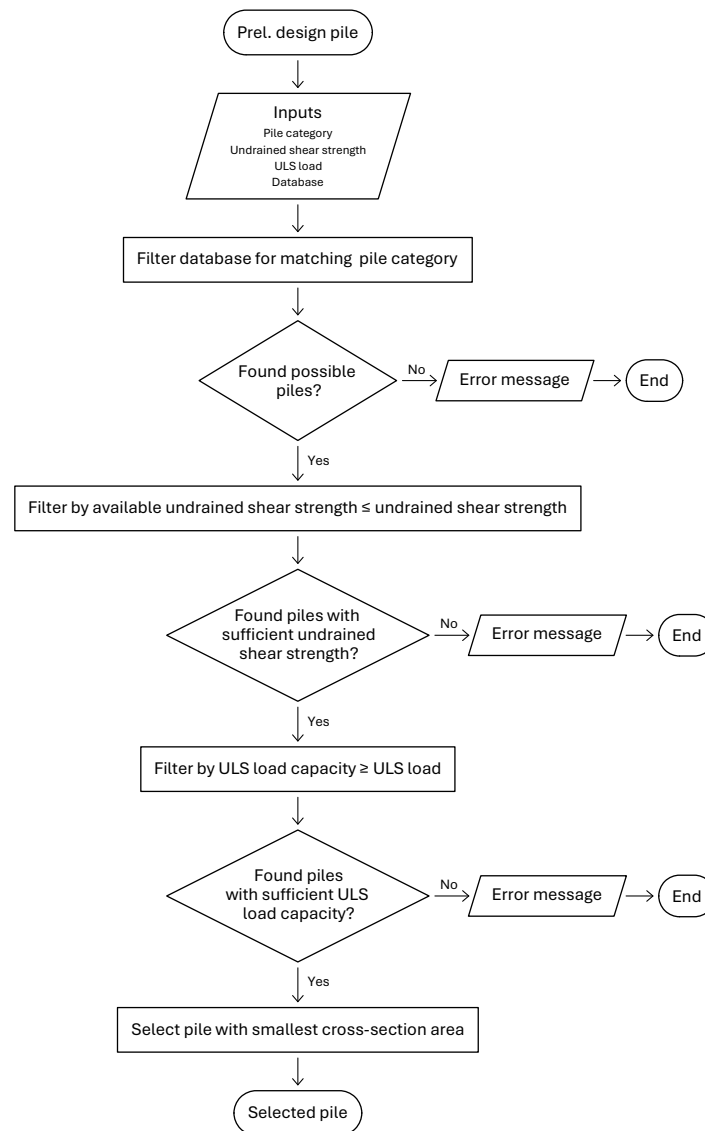 Prel. design pile
Inputs
Pile category
Undrained shear strength
ULS load
Database
Filter database for matching pile category
Found possible
piles?
No
Error message
End
Yes
Filter by available undrained shear strength ≤ undrained shear strength
Found piles with
sufficient undrained
shear strength?
No
Error message
End
Yes
Filter by ULS load capacity ≥ ULS load
Found piles
with sufficient ULS
load capacity?
No
Error message
End
Yes
Select pile with smallest cross-section area
Selected pile